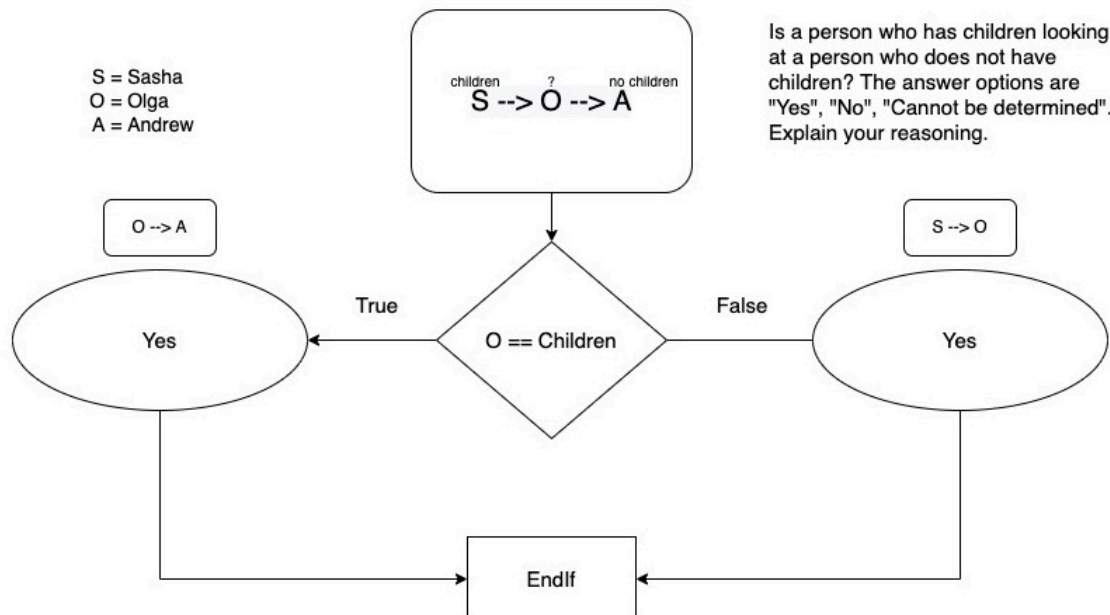 S = Sasha
O = Olga
A = Andrew
children ? no children
S --> O --> A
Is a person who has children looking
at a person who does not have
children? The answer options are
"Yes", "No", "Cannot be determined".
Explain your reasoning.
O --> A
S --> O
True
False
Yes
O == Children
Yes
EndIf